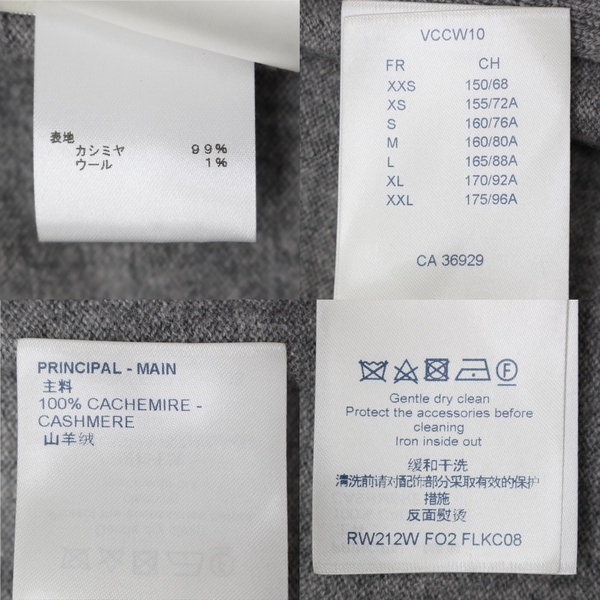 表地
カシミヤ 99%
ウール 1%
VCCW10
FR CH
XXS 150/68
XS 155/72A
S 160/76A
M 160/80A
L 165/88A
XL 170/92A
XXL 175/96A
CA 36929
PRINCIPAL - MAIN
主料
100% CACHEMIRE -
CASHMERE
山羊绒
F
Gentle dry clean
Protect the accessories before
cleaning
Iron inside out
缓和干洗
清洗前请对配饰部分采取有效的保护
措施
反面熨烫
RW212W FO2 FLKC08